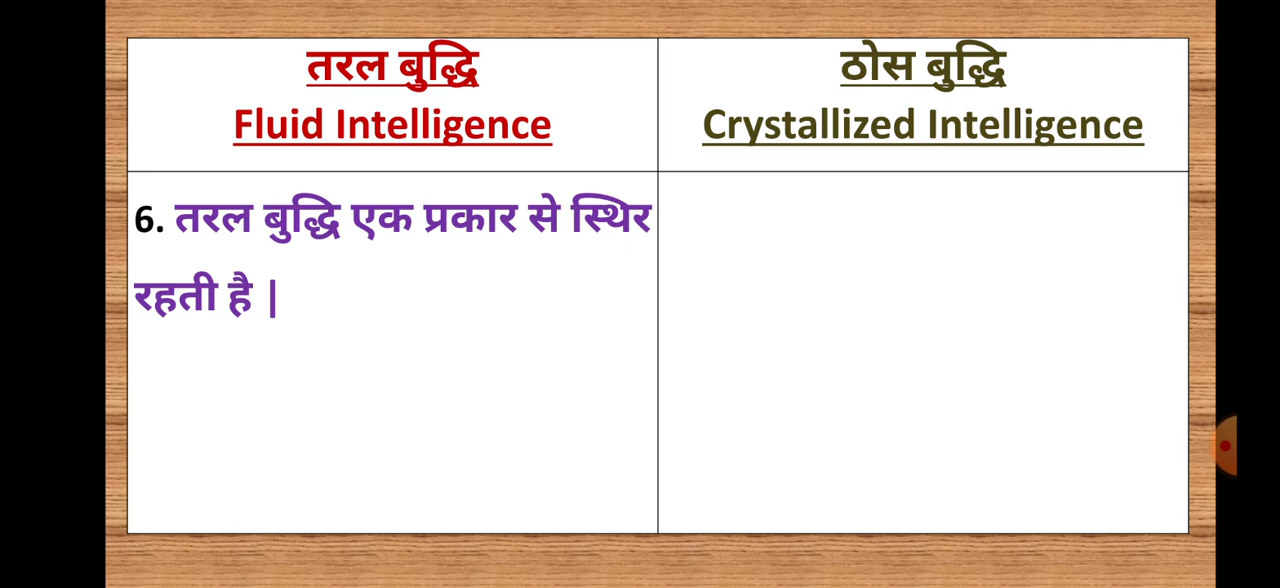 तरल बुद्धि
Fluid Intelligence
ठोस बुद्धि
Crystallized Intelligence
6. तरल बुद्धि एक प्रकार से स्थिर
रहती है |